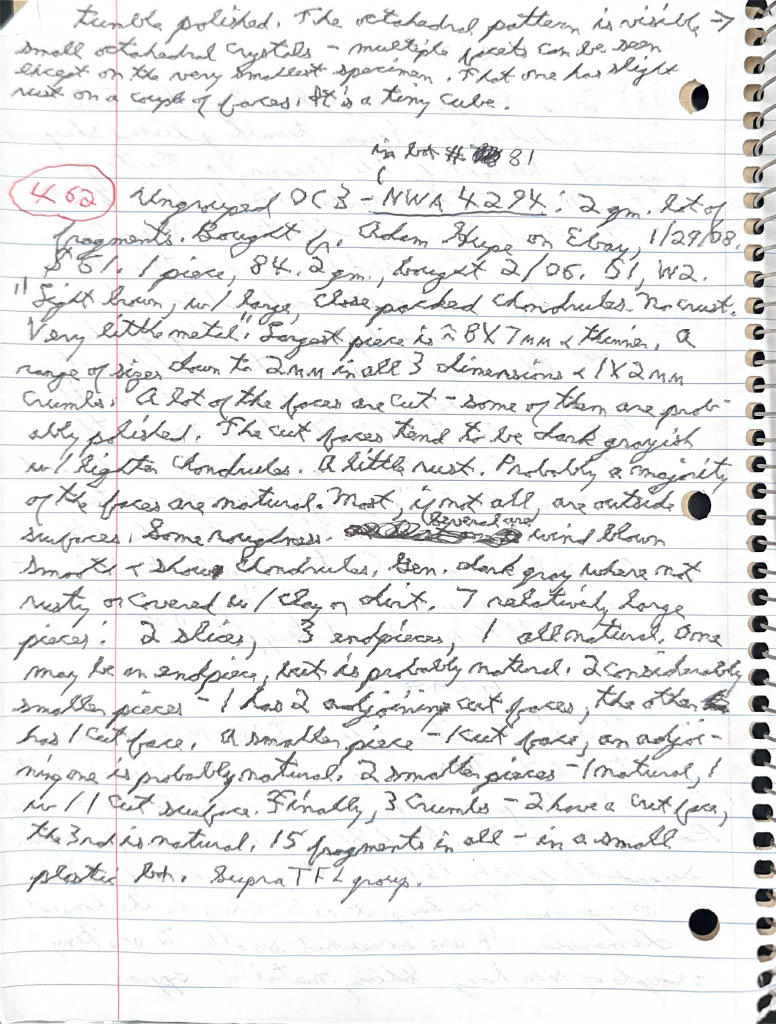 tumble polished. The octahedral pattern is visible →
small octahedral crystals - multiple facets can be seen
except on the very smallest specimen. That one has slight
rust on a couple of faces. It's a tiny cube.
in bot # 81
462 Ungrouped OC3 - NWA 4294: 2 gm. lot of
fragments. Bought fr. Adam Hupe on Ebay, 1/29/08.
$51. 1 piece, 84.2 gm., bought 2/06. S1, W2.
"Light brown, w/ large, close packed chondrules. No crust.
Very little metal". Largest piece is ≈ 8X7mm & thinner. A
range of sizes down to 2mm in all 3 dimensions & 1X2mm
crumbs. A lot of the faces are cut - some of them are prob-
ably polished. The cut faces tend to be dark grayish
w/ lighter chondrules. A little rust. Probably a majority
of the faces are natural. Most, if not all, are outside
surfaces. Some roughness. Several are wind blown
smooth & show chondrules. Gen. dark gray where not
rusty or covered w/ clay or dirt. 7 relatively large
pieces: 2 slices, 3 endpieces, 1 all natural. One
may be an endpiece, but is probably natural. 2 considerably
smaller pieces - 1 has 2 adjoining cut faces, the other
has 1 cut face. A smaller piece - 1 cut face, an adjoi-
ning one is probably natural. 2 smaller pieces - 1 natural, 1
w/ 1 cut surface. Finally, 3 crumbs - 2 have a cut face,
the 3rd is natural. 15 fragments in all - in a small
plastic bot. Supra TFL group.